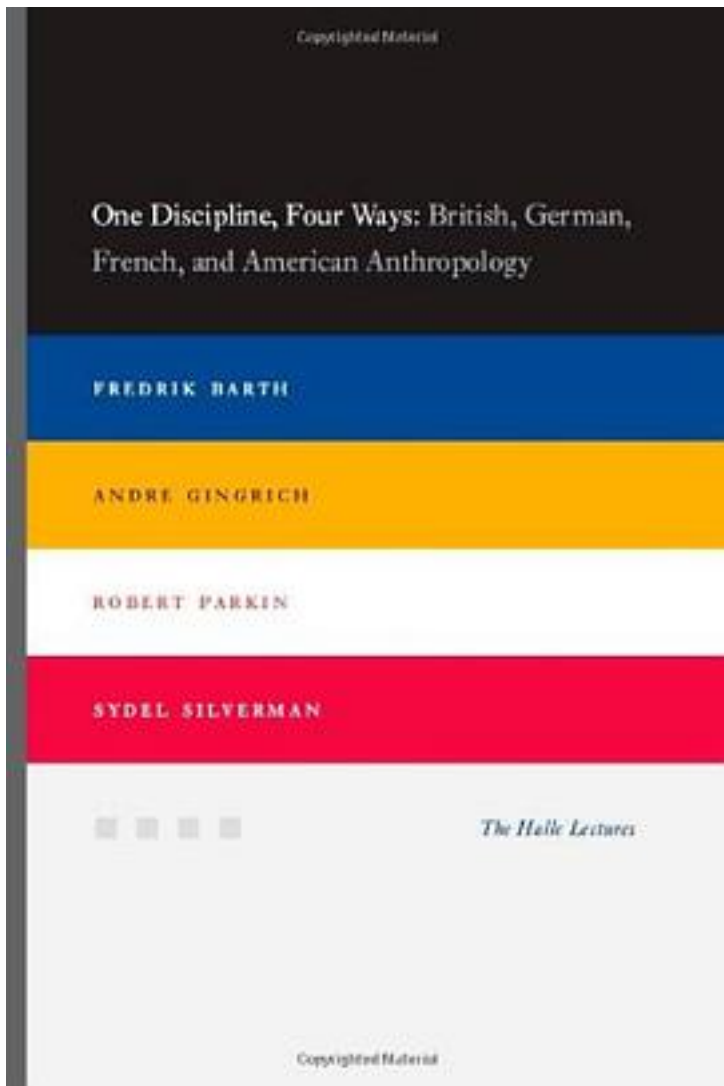 Copyrighted Material
One Discipline, Four Ways: British, German,
French, and American Anthropology
FREDRIK BARTH
ANDRE GINGRICH
ROBERT PARKIN
SYDEL SILVERMAN
The Halle Lectures
Copyrighted Material